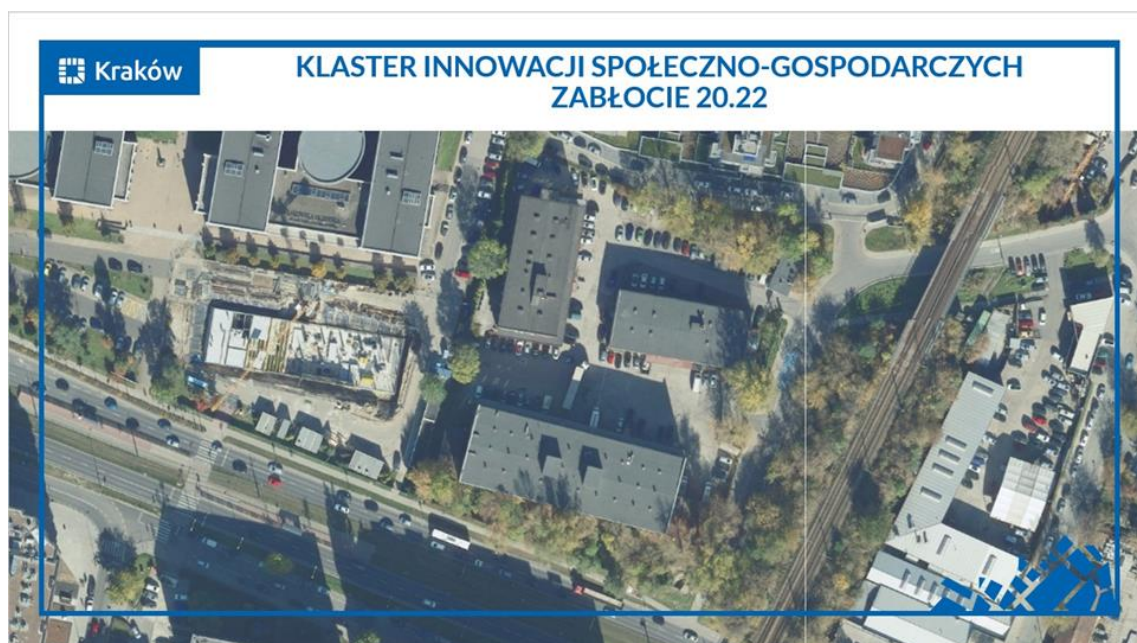 Kraków
KLASTER INNOWACJI SPOŁECZNO-GOSPODARCZYCH
ZABŁOCIE 20.22